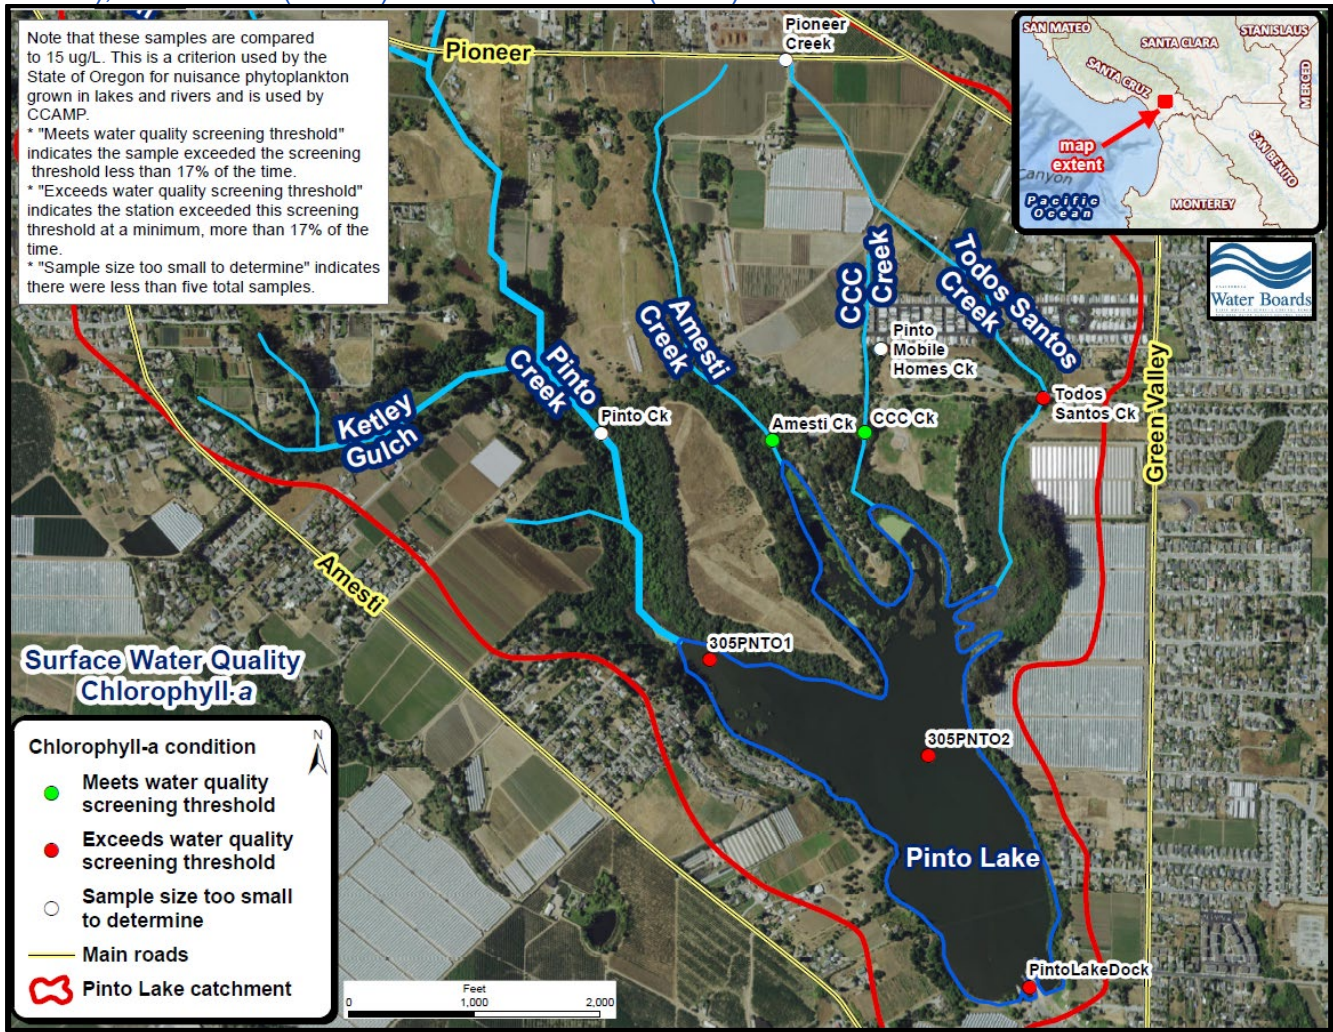 Note that these samples are compared
to 15 ug/L. This is a criterion used by the
State of Oregon for nuisance phytoplankton
grown in lakes and rivers and is used by
CCAMP.
* "Meets water quality screening threshold"
indicates the sample exceeded the screening
threshold less than 17% of the time.
* "Exceeds water quality screening threshold"
indicates the station exceeded this screening
threshold at a minimum, more than 17% of the
time.
* "Sample size too small to determine" indicates
there were less than five total samples.
Pioneer
Pioneer
Creek
SAN MATEO
SANTA CLARA
STANISLAUS
SANTA CRUZ
MERCED
map
extent
SAN BENITO
Canyon
Pacific
Ocean
MONTEREY
CALIFORNIA
Water Boards
CCC
Creek
Todos Santos
Creek
Amesti
Creek
Pinto
Mobile
Homes Ck
Pinto
Creek
Ketley
Gulch
Pinto Ck
Amesti Ck
CCC Ck
Todos
Santos Ck
Green Valley
Amesti
305PNTO1
305PNTO2
Pinto Lake
PintoLakeDock
Surface Water Quality
Chlorophyll-a
Chlorophyll-a condition
N
Meets water quality
screening threshold
Exceeds water quality
screening threshold
Sample size too small
to determine
Main roads
Pinto Lake catchment
Feet
0 1,000 2,000